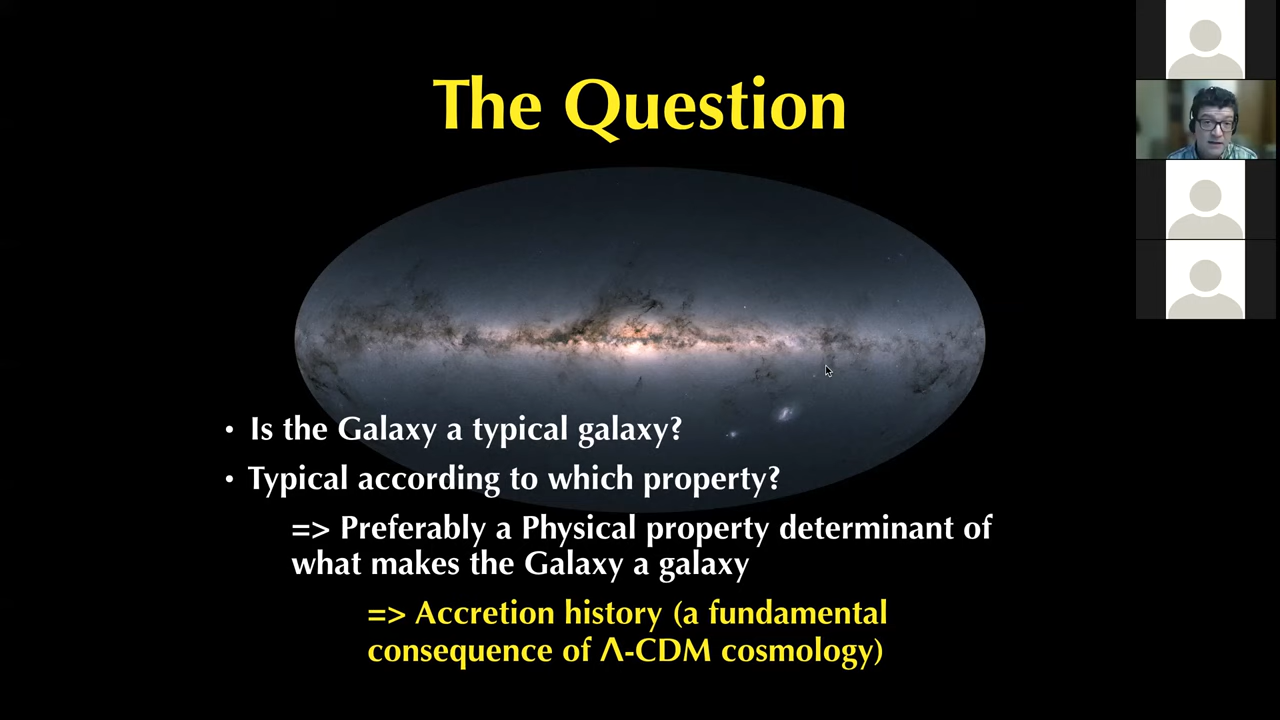 The Question
• Is the Galaxy a typical galaxy?
• Typical according to which property?
=> Preferably a Physical property determinant of
what makes the Galaxy a galaxy
=> Accretion history (a fundamental
consequence of Λ-CDM cosmology)